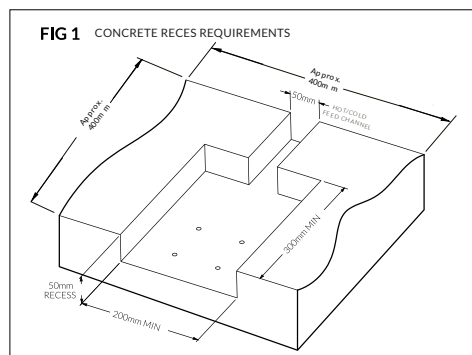 FIG 1 CONCRETE RECES REQUIREMENTS
Approx.
400mm
Approx.
400mm
50mm
HOT/COLD
FEED CHANNEL
300mm MIN
50mm
RECESS
200mm MIN